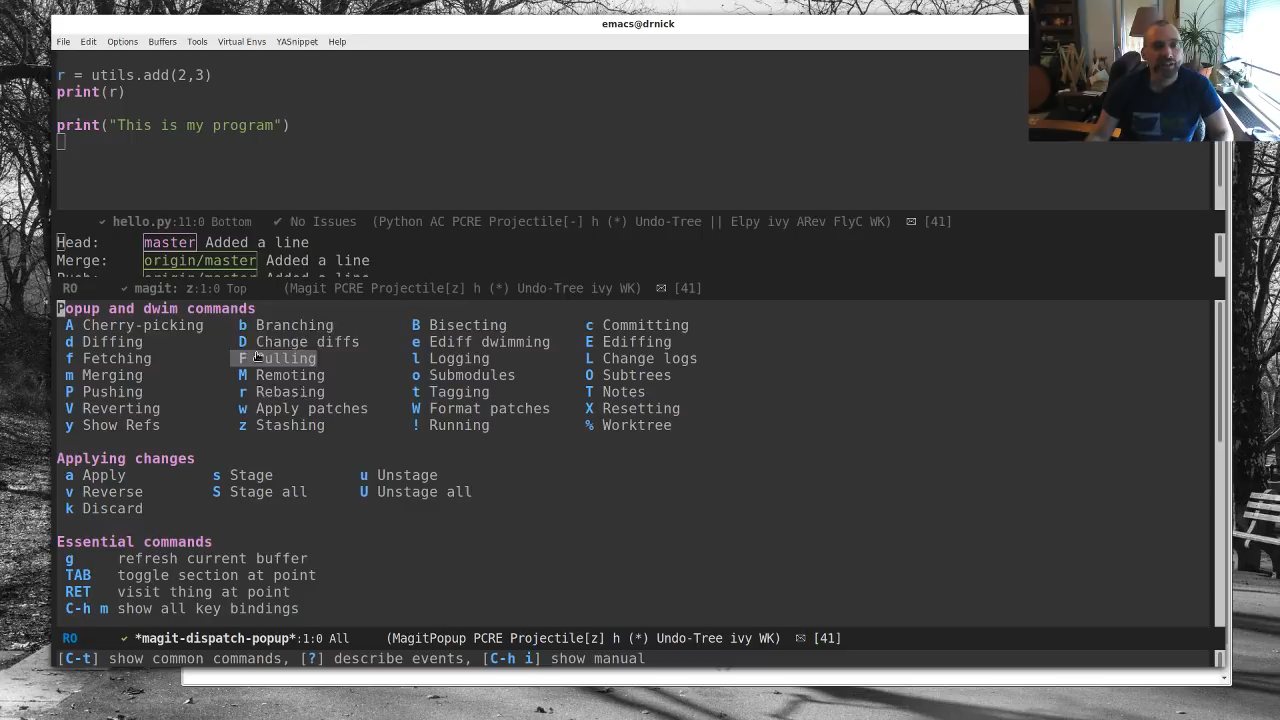 emacs@drnick
File Edit Options Buffers Tools Virtual Envs YASnippet Help
r = utils.add(2,3)
print(r)
print("This is my program")
✔ hello.py:11:0 Bottom ✔ No Issues (Python AC PCRE Projectile[-] h (*) Undo-Tree || Elpy ivy ARev FlyC WK) ✉ [41]
Head: master Added a line
Merge: origin/master Added a line
RO ✔ magit: z:1:0 Top (Magit PCRE Projectile[z] h (*) Undo-Tree ivy WK) ✉ [41]
Popup and dwim commands
A Cherry-picking b Branching B Bisecting c Committing
d Diffing D Change diffs e Ediff dwimming E Ediffing
f Fetching F Pulling l Logging L Change logs
m Merging M Remoting o Submodules O Subtrees
P Pushing r Rebasing t Tagging T Notes
V Reverting w Apply patches W Format patches X Resetting
y Show Refs z Stashing ! Running % Worktree
Applying changes
a Apply s Stage u Unstage
v Reverse S Stage all U Unstage all
k Discard
Essential commands
g refresh current buffer
TAB toggle section at point
RET visit thing at point
C-h m show all key bindings
RO ✔ *magit-dispatch-popup*:1:0 All (MagitPopup PCRE Projectile[z] h (*) Undo-Tree ivy WK) ✉ [41]
[C-t] show common commands, [?] describe events, [C-h i] show manual